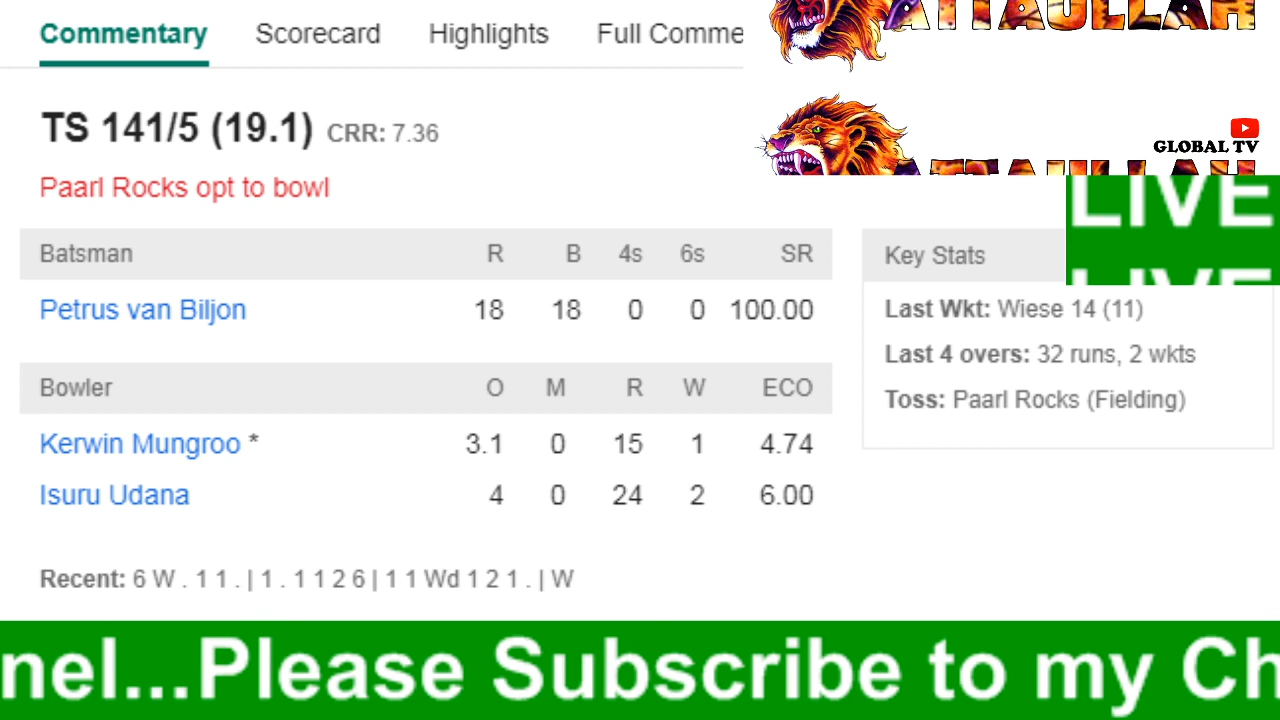 Commentary Scorecard Highlights Full Comme
ATTAULLAH
TS 141/5 (19.1) CRR: 7.36
GLOBAL TV
ATTAULLAH
Paarl Rocks opt to bowl
LIVE
LIVE
Batsman R B 4s 6s SR
Petrus van Biljon 18 18 0 0 100.00
Bowler O M R W ECO
Kerwin Mungroo * 3.1 0 15 1 4.74
Isuru Udana 4 0 24 2 6.00
Key Stats
Last Wkt: Wiese 14 (11)
Last 4 overs: 32 runs, 2 wkts
Toss: Paarl Rocks (Fielding)
Recent: 6 W . 1 1 . | 1 . 1 1 2 6 | 1 1 Wd 1 2 1 . | W
nel...Please Subscribe to my Ch